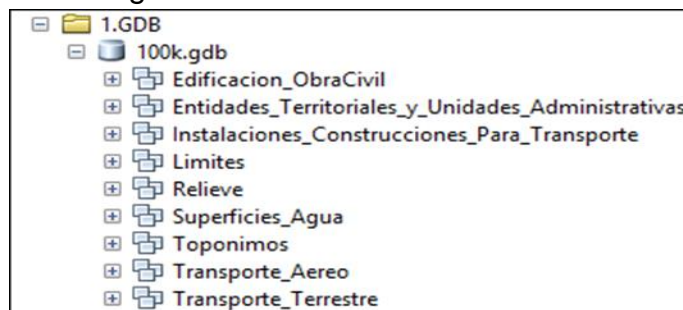 1.GDB
100k.gdb
Edificacion_ObraCivil
Entidades_Territoriales_y_Unidades_Administrativas
Instalaciones_Construcciones_Para_Transporte
Limites
Relieve
Superficies_Agua
Toponimos
Transporte_Aereo
Transporte_Terrestre